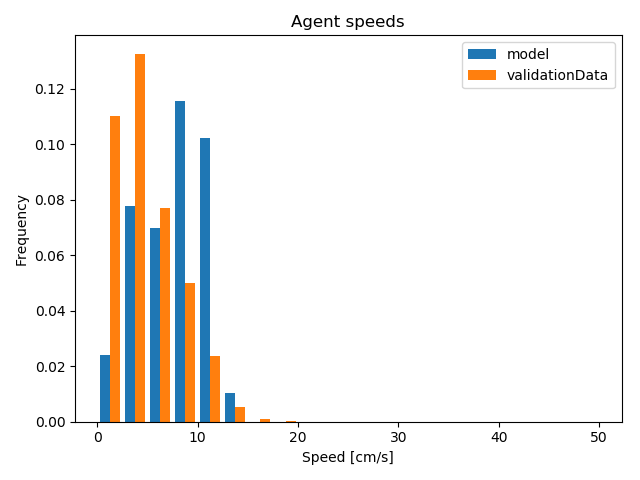 Agent speeds
model
validationData
Frequency
0.12
0.10
0.08
0.06
0.04
0.02
0.00
0 10 20 30 40 50
Speed [cm/s]